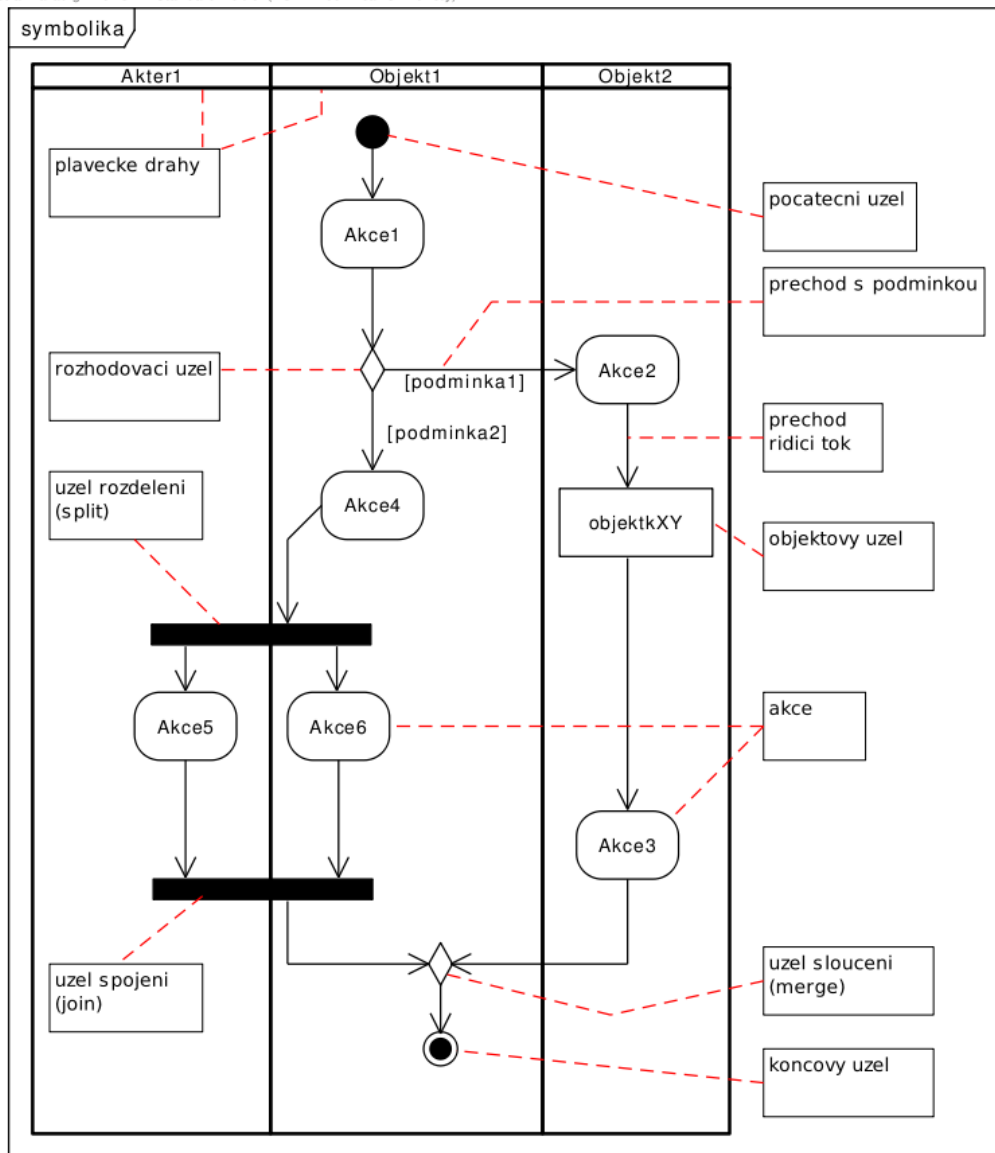 symbolika
Akter1
Objekt1
Objekt2
plavecke drahy
pocatecni uzel
Akce1
prechod s podminkou
rozhodovaci uzel
[podminka1]
Akce2
[podminka2]
prechod
ridici tok
uzel rozdeleni
(split)
Akce4
objektkXY
objektovy uzel
Akce5
Akce6
akce
Akce3
uzel spojeni
(join)
uzel slouceni
(merge)
koncovy uzel